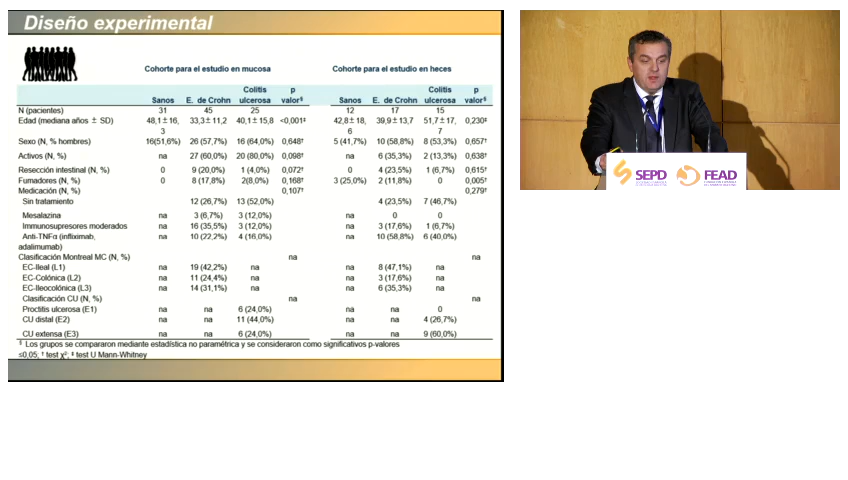 Diseño experimental
Cohorte para el estudio en mucosa Cohorte para el estudio en heces
Sanos E. de Crohn Colitis ulcerosa p valor§ Sanos E. de Crohn Colitis ulcerosa p valor§
N (pacientes) 31 45 25 12 17 15
Edad (mediana años ± SD) 48,1±16,3 33,3±11,2 40,1±15,8 <0,001‡ 42,8±18,6 39,9±13,7 51,7±17,7 0,230‡
Sexo (N, % hombres) 16(51,6%) 26 (57,7%) 16 (64,0%) 0,648† 5 (41,7%) 10 (58,8%) 8 (53,3%) 0,657†
Activos (N, %) na 27 (60,0%) 20 (80,0%) 0,098† na 6 (35,3%) 2 (13,3%) 0,638†
Resección intestinal (N, %) 0 9 (20,0%) 1 (4,0%) 0,072† 0 4 (23,5%) 1 (6,7%) 0,615†
Fumadores (N, %) 0 8 (17,8%) 2(8,0%) 0,168† 3 (25,0%) 2 (11,8%) 0 0,005†
Medicación (N, %) 0,107† 0,279†
Sin tratamiento 12 (26,7%) 13 (52,0%) 4 (23,5%) 7 (46,7%)
Mesalazina na 3 (6,7%) 3 (12,0%) na 0 0
Immunosupresores moderados na 16 (35,5%) 3 (12,0%) na 3 (17,6%) 1 (6,7%)
Anti-TNFα (infliximab, adalimumab) na 10 (22,2%) 4 (16,0%) na 10 (58,8%) 6 (40,0%)
Clasificación Montreal MC (N, %) na na
EC-Ileal (L1) na 19 (42,2%) na na 8 (47,1%) na
EC-Colónica (L2) na 11 (24,4%) na na 3 (17,6%) na
EC-Ileocolónica (L3) na 14 (31,1%) na na 6 (35,3%) na
Clasificación CU (N, %) na na
Proctitis ulcerosa (E1) na na 6 (24,0%) na na 0
CU distal (E2) na na 11 (44,0%) na na 4 (26,7%)
CU extensa (E3) na na 6 (24,0%) na na 9 (60,0%)
§ Los grupos se compararon mediante estadística no paramétrica y se consideraron como significativos p-valores
≤0,05; † test χ²; ‡ test U Mann-Whitney
SEPD FEAD